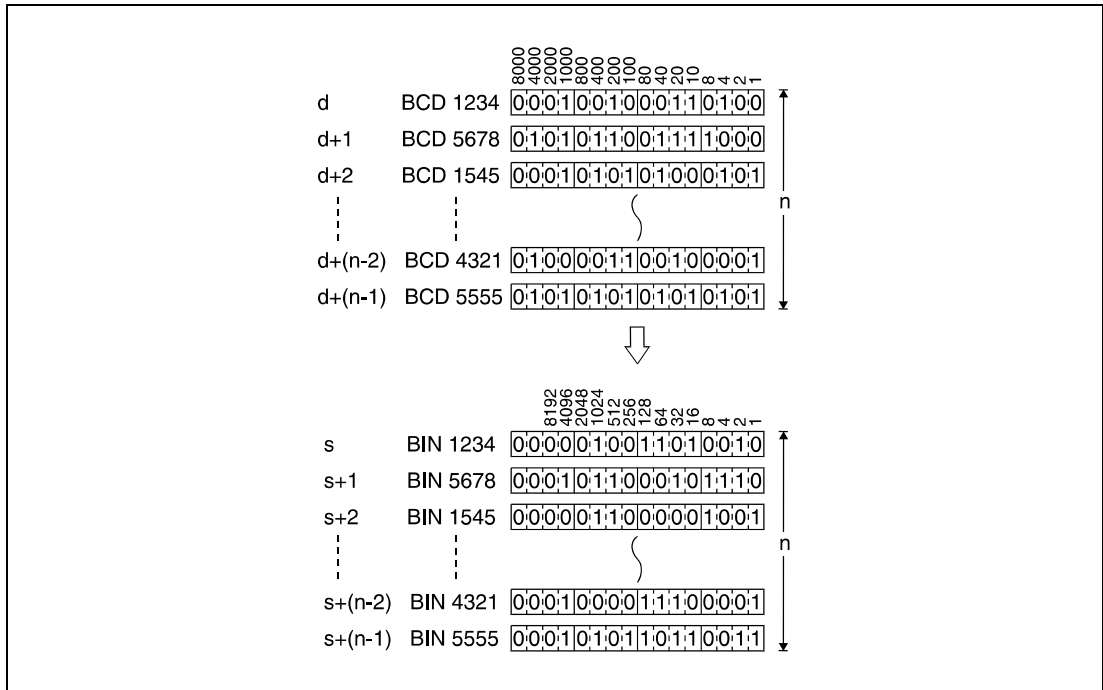 8000 4000 2000 1000 800 400 200 100 80 40 20 10 8 4 2 1
d BCD 1234 0001001000110100
d+1 BCD 5678 0101011001111000
d+2 BCD 1545 0001010101000101
n
d+(n-2) BCD 4321 0100001100100001
d+(n-1) BCD 5555 0101010101010101
8192 4096 2048 1024 512 256 128 64 32 16 8 4 2 1
s BIN 1234 0000010011010010
s+1 BIN 5678 0001011000101110
s+2 BIN 1545 0000011000001001
n
s+(n-2) BIN 4321 0001000011100001
s+(n-1) BIN 5555 0001010110110011